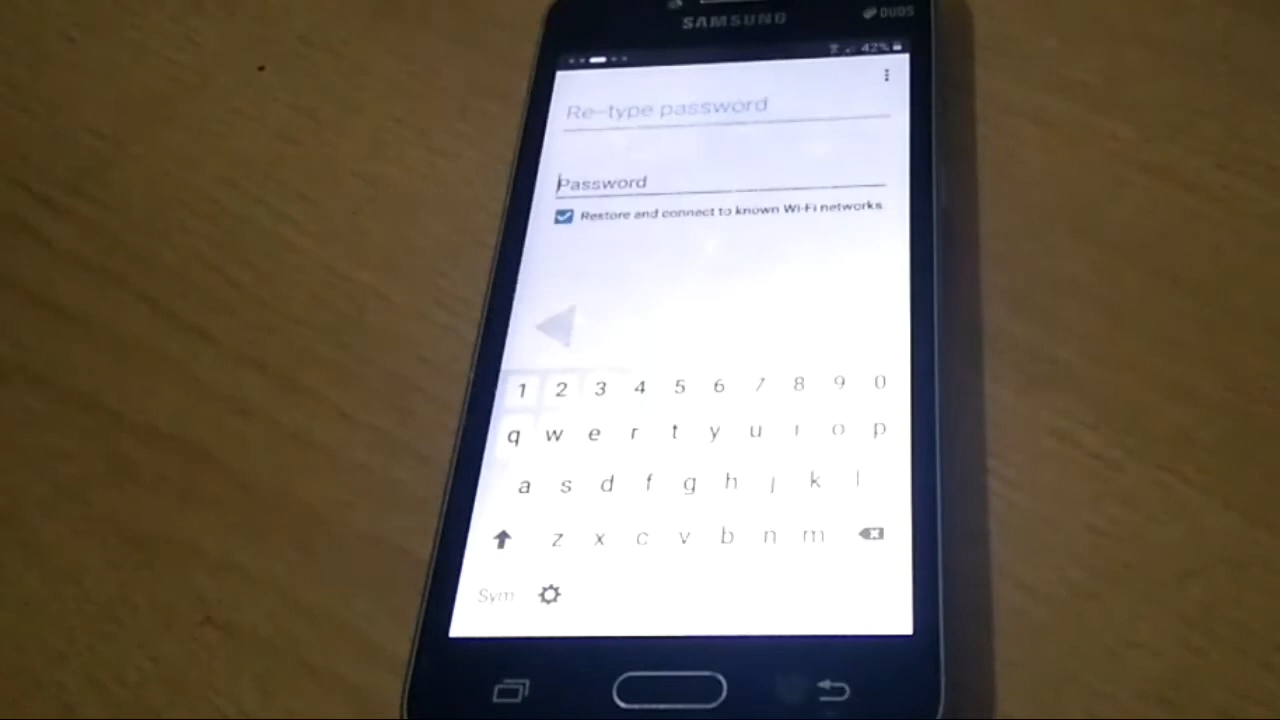 SAMSUNG DUOS
42%
Re-type password
Password
Restore and connect to known Wi-Fi networks
1 2 3 4 5 6 7 8 9 0
q w e r t y u i o p
a s d f g h j k l
z x c v b n m
Sym